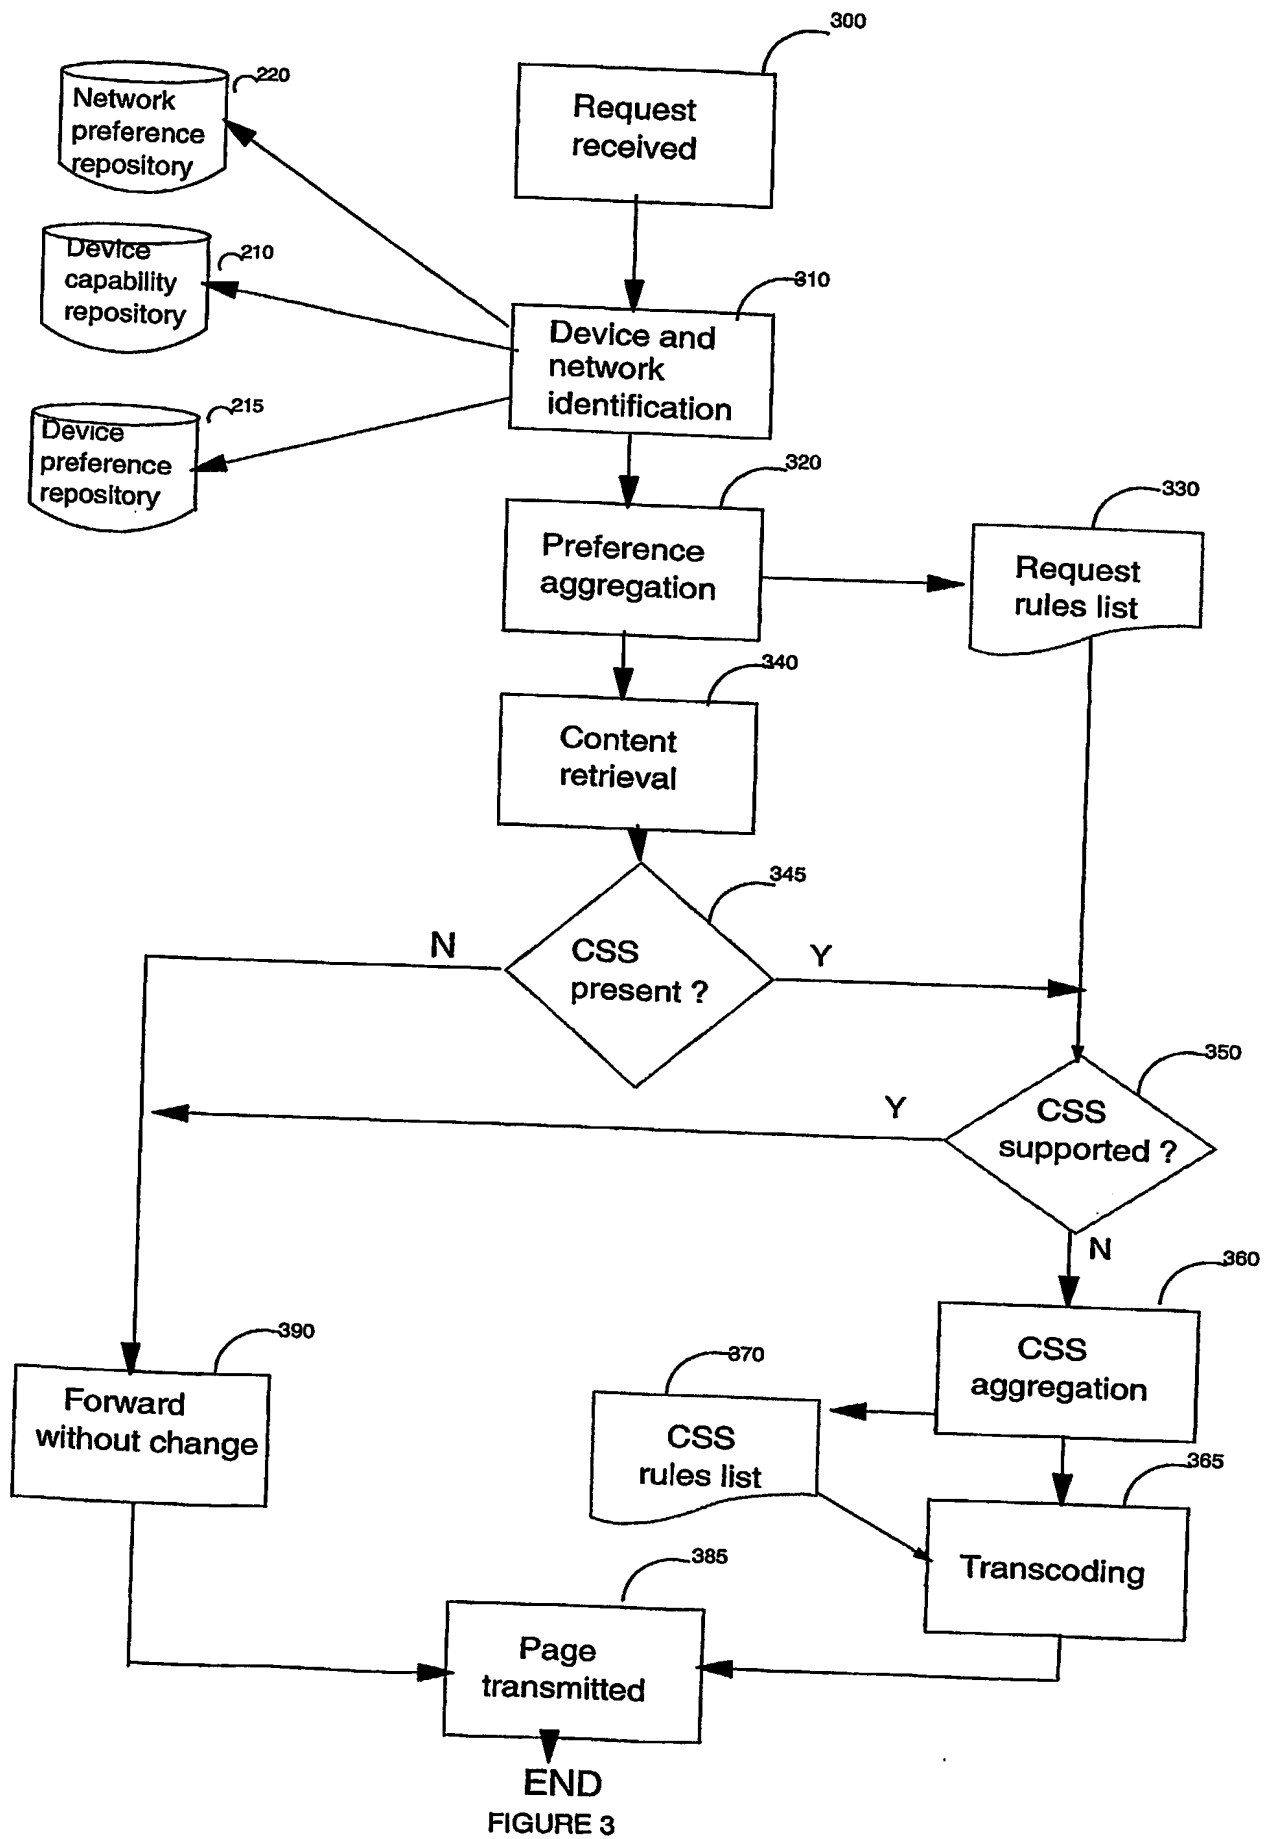 300
Request
received
220
Network
preference
repository
210
Device
capability
repository
310
Device and
network
identification
215
Device
preference
repository
320
Preference
aggregation
330
Request
rules list
340
Content
retrieval
345
CSS
present ?
N
Y
350
CSS
supported ?
Y
N
360
CSS
aggregation
390
Forward
without change
370
CSS
rules list
365
Transcoding
385
Page
transmitted
END
FIGURE 3